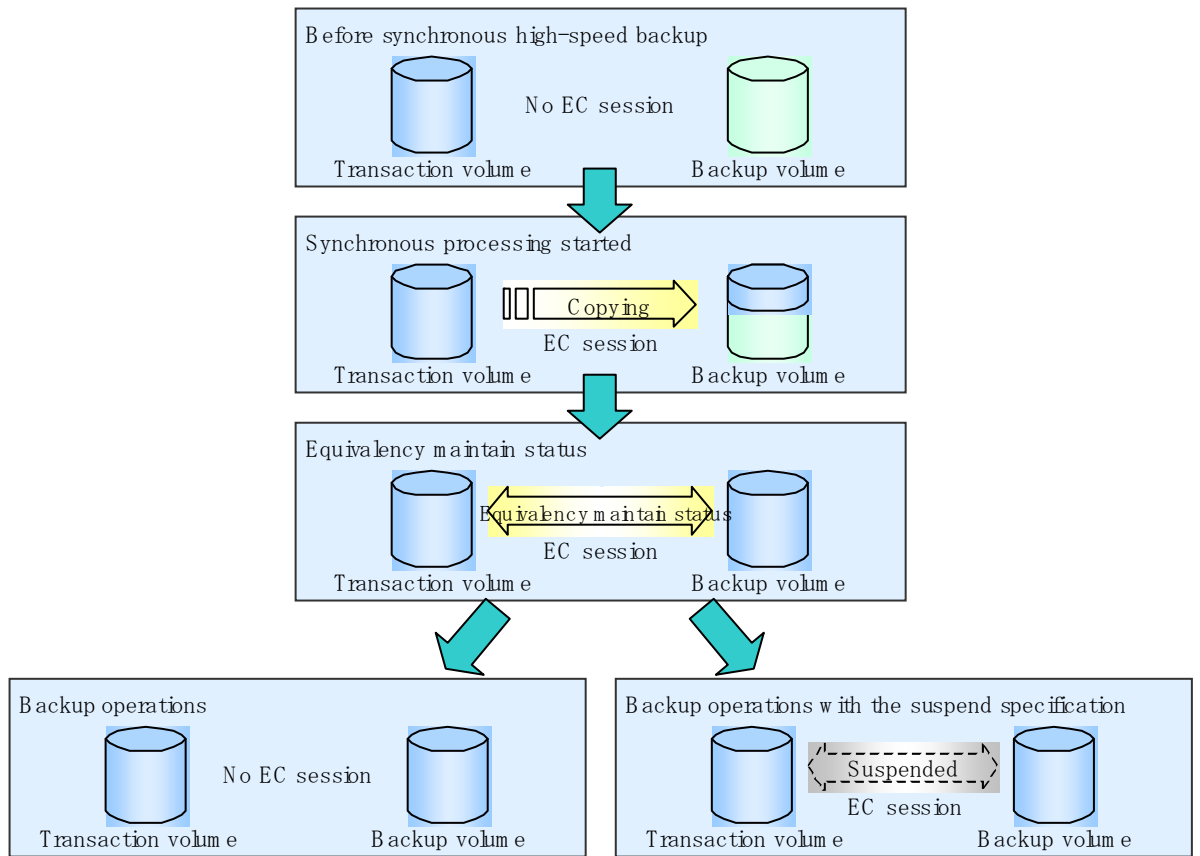 Before synchronous high-speed backup
No EC session
Transaction volume
Backup volume
Synchronous processing started
Copying
EC session
Transaction volume
Backup volume
Equivalency maintain status
Equivalency maintain status
EC session
Transaction volume
Backup volume
Backup operations
No EC session
Transaction volume
Backup volume
Backup operations with the suspend specification
Suspended
EC session
Transaction volume
Backup volume